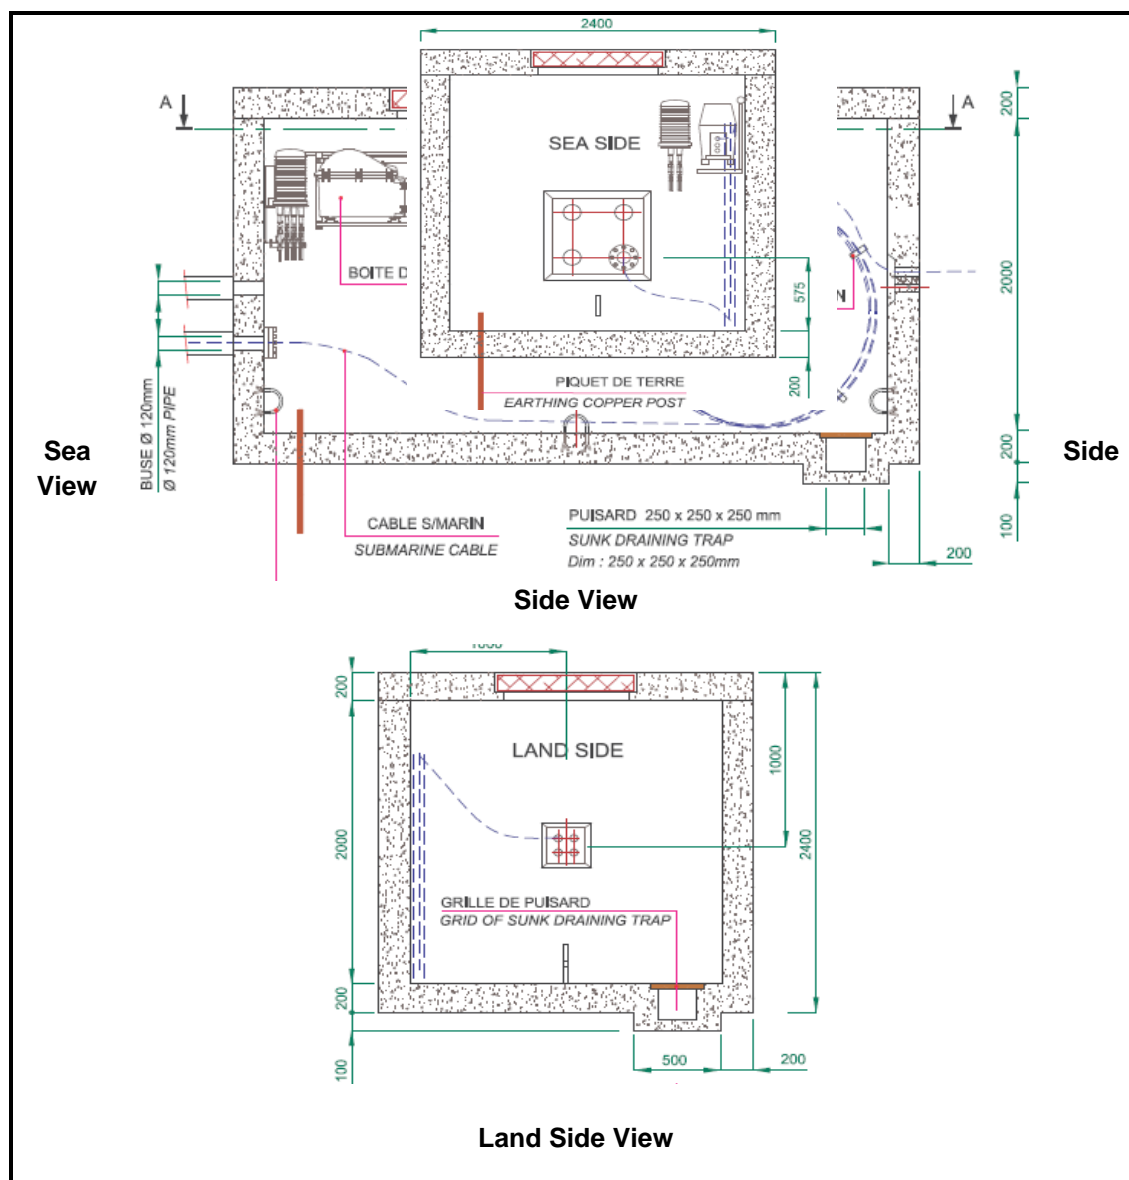 2400
A
A
200
SEA SIDE
BOITE D
2000
575
200
PIQUET DE TERRE
EARTHING COPPER POST
BUSE Ø 120mm
Ø 120mm PIPE
Sea
View
Side
200
100
CABLE S/MARIN
SUBMARINE CABLE
PUISARD 250 x 250 x 250 mm
SUNK DRAINING TRAP
Dim : 250 x 250 x 250mm
200
Side View
200
LAND SIDE
1000
2000
2400
GRILLE DE PUISARD
GRID OF SUNK DRAINING TRAP
200
100
500
200
Land Side View